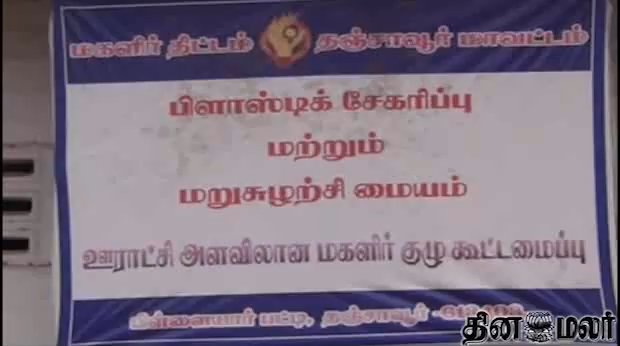 மகளிர் திட்டம் தஞ்சாவூர் மாவட்டம்
பிளாஸ்டிக் சேகரிப்பு
மற்றும்
மறுசுழற்சி மையம்
ஊராட்சி அளவிலான மகளிர் குழு கூட்டமைப்பு
பிள்ளையார் பட்டி, தஞ்சாவூர்
தினமலர்